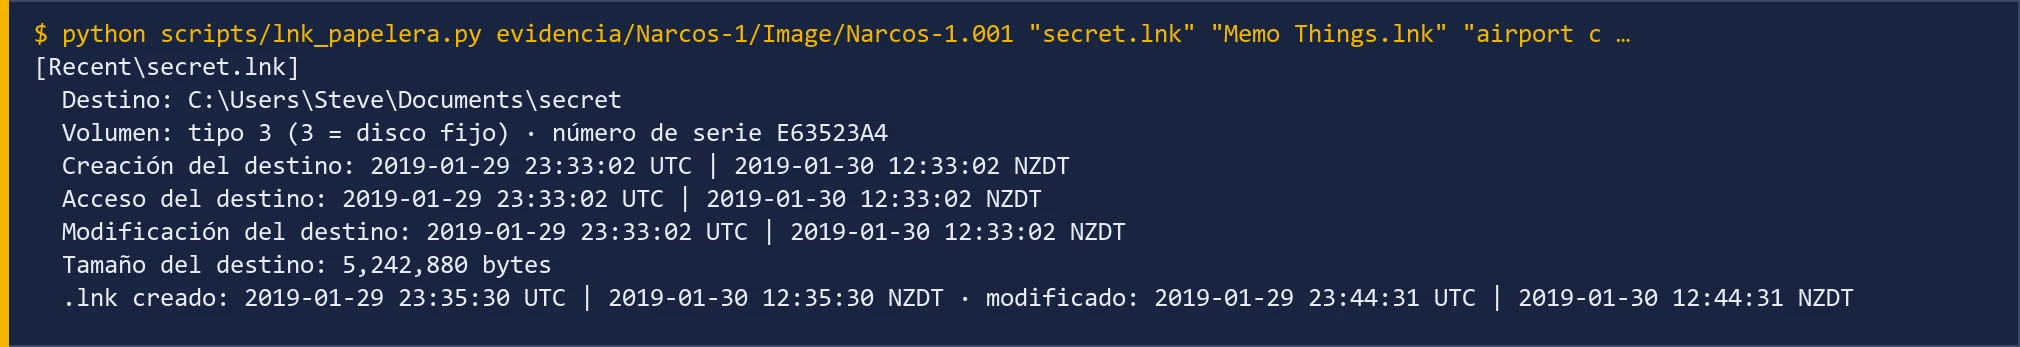 $ python scripts/lnk_papelera.py evidencia/Narcos-1/Image/Narcos-1.001 "secret.lnk" "Memo Things.lnk" "airport c …
[Recent\secret.lnk]
Destino: C:\Users\Steve\Documents\secret
Volumen: tipo 3 (3 = disco fijo) · número de serie E63523A4
Creación del destino: 2019-01-29 23:33:02 UTC | 2019-01-30 12:33:02 NZDT
Acceso del destino: 2019-01-29 23:33:02 UTC | 2019-01-30 12:33:02 NZDT
Modificación del destino: 2019-01-29 23:33:02 UTC | 2019-01-30 12:33:02 NZDT
Tamaño del destino: 5,242,880 bytes
.lnk creado: 2019-01-29 23:35:30 UTC | 2019-01-30 12:35:30 NZDT · modificado: 2019-01-29 23:44:31 UTC | 2019-01-30 12:44:31 NZDT